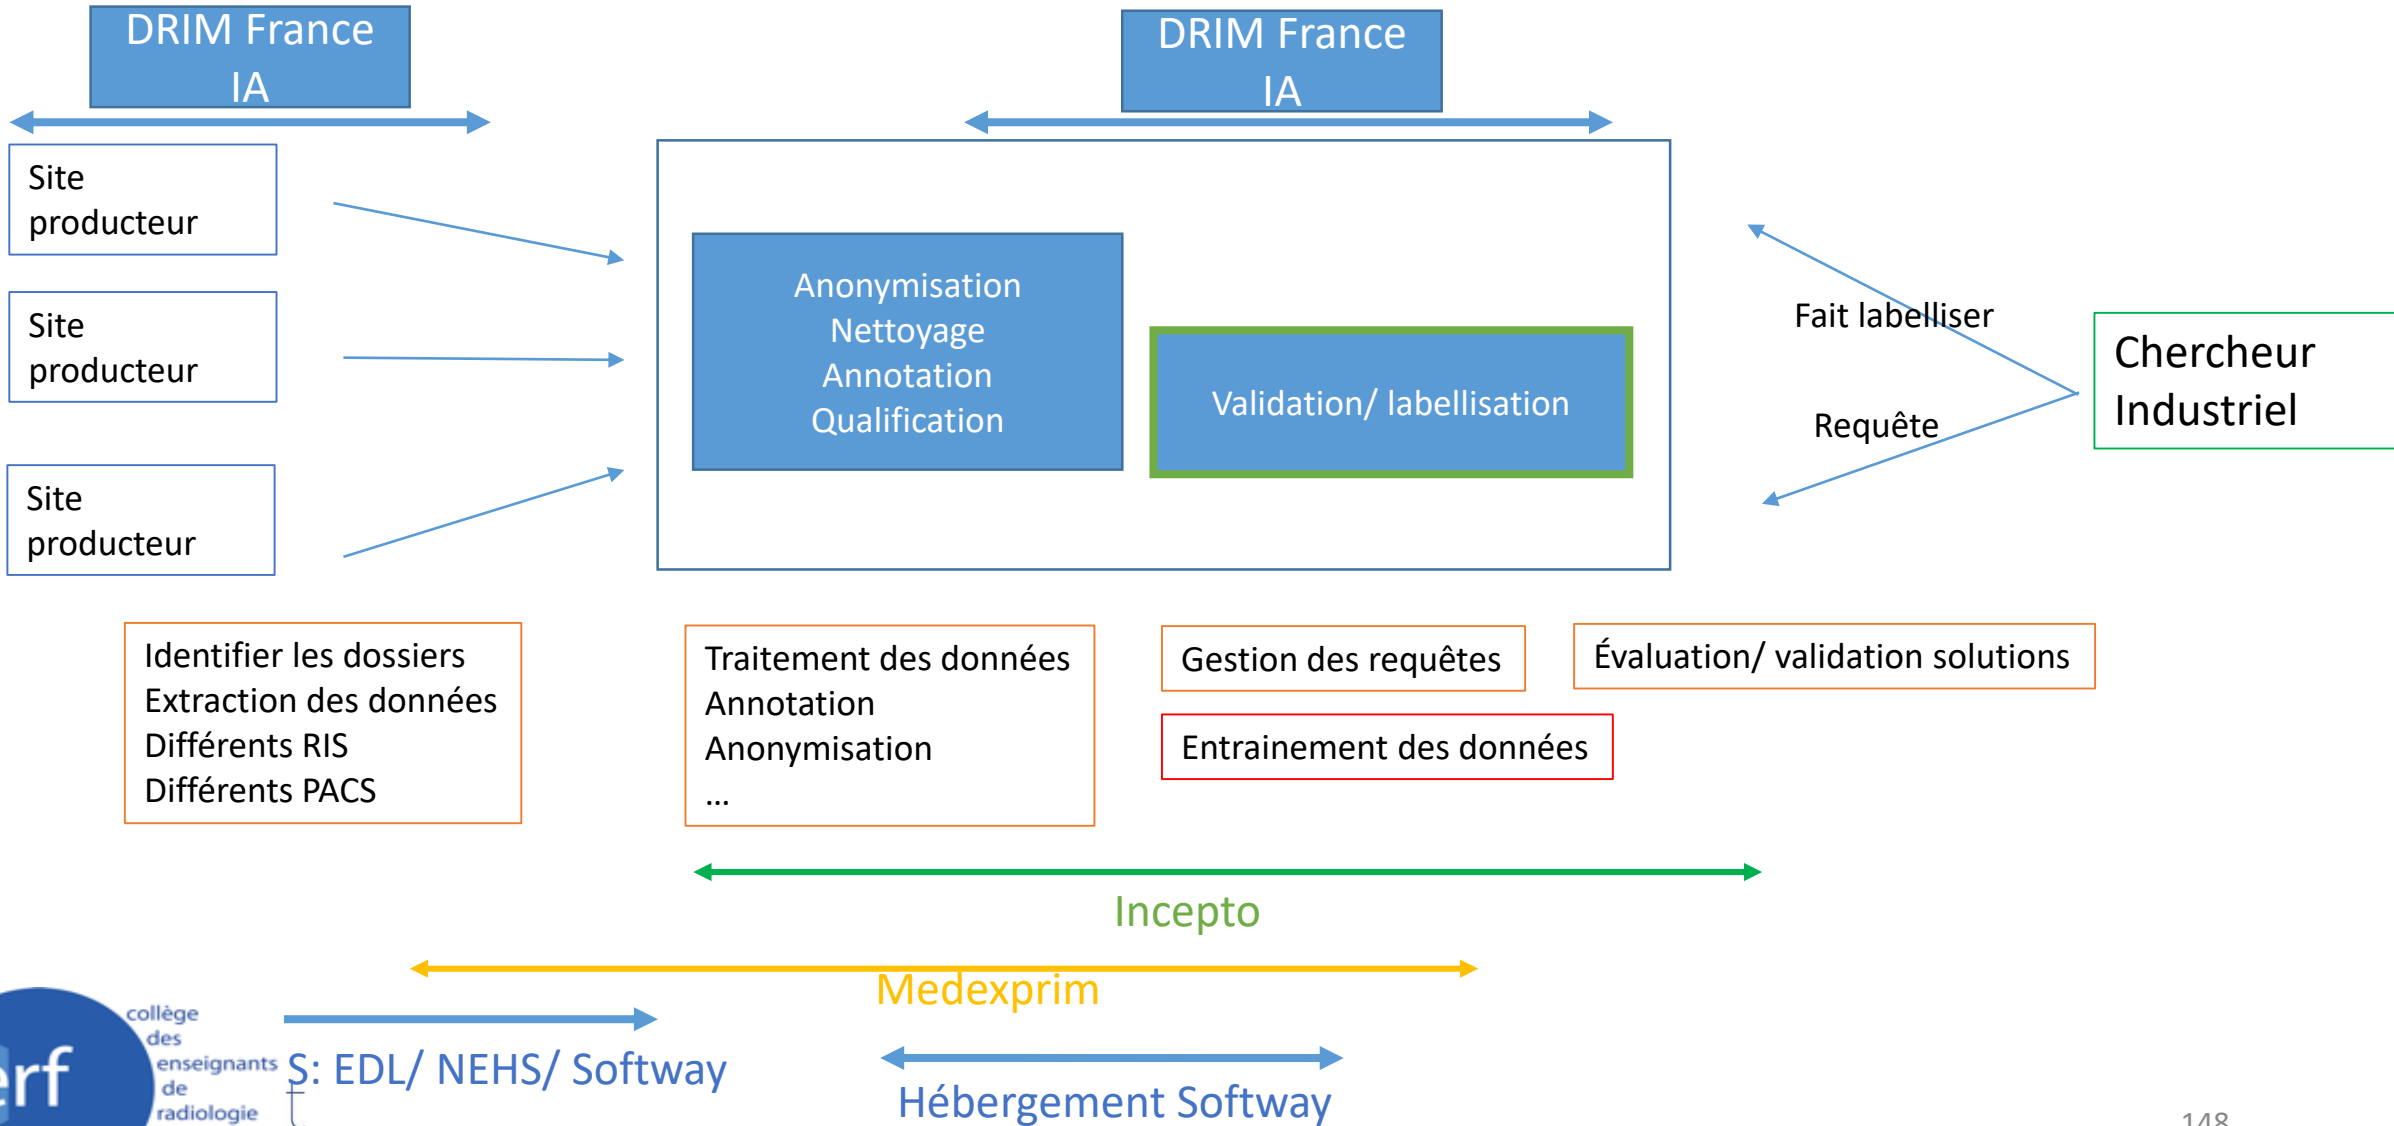 DRIM France
IA
DRIM France
IA
Site
producteur
Site
producteur
Site
producteur
Anonymisation
Nettoyage
Annotation
Qualification
Validation/ labellisation
Fait labelliser
Requête
Chercheur
Industriel
Identifier les dossiers
Extraction des données
Différents RIS
Différents PACS
Traitement des données
Annotation
Anonymisation
...
Gestion des requêtes
Entrainement des données
Évaluation/ validation solutions
Incepto
Medexprim
S: EDL/ NEHS/ Softway
Hébergement Softway
rf
collège
des
enseignants
de
radiologie
148